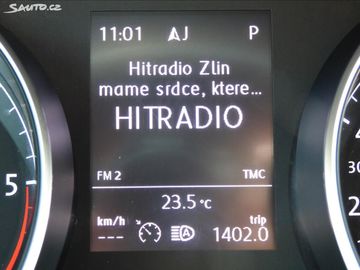 SAUTO.CZ
11:01 J P
Hitradio Zlin
mame srdce, ktere...
HITRADIO
FM 2 TMC
23.5 °C
km/h trip
--- 1402.0
5
2